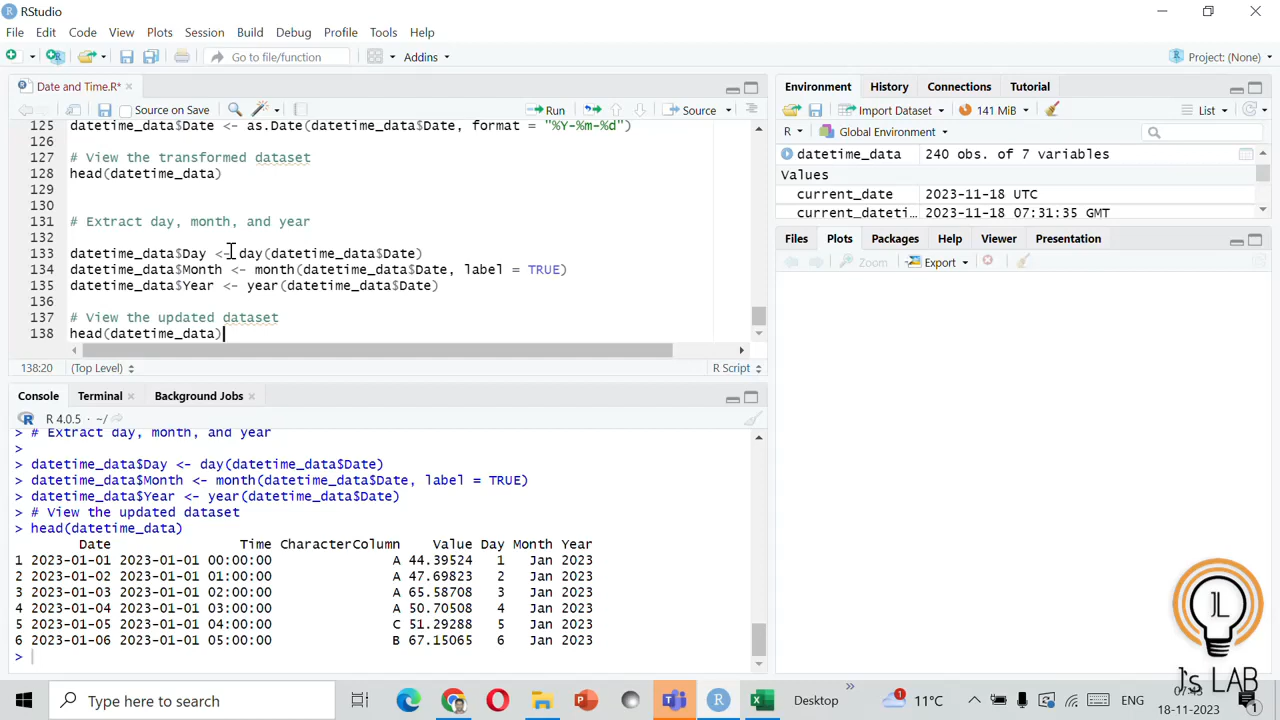 RStudio
File Edit Code View Plots Session Build Debug Profile Tools Help
Go to file/function Addins Project: (None)
Date and Time.R*
Source on Save Run Source
125 datetime_data$Date <- as.Date(datetime_data$Date, format = "%Y-%m-%d")
126
127 # View the transformed dataset
128 head(datetime_data)
129
130
131 # Extract day, month, and year
132
133 datetime_data$Day <- day(datetime_data$Date)
134 datetime_data$Month <- month(datetime_data$Date, label = TRUE)
135 datetime_data$Year <- year(datetime_data$Date)
136
137 # View the updated dataset
138 head(datetime_data)
138:20 (Top Level) R Script
Console Terminal Background Jobs
R 4.0.5 · ~/
> # Extract day, month, and year
>
> datetime_data$Day <- day(datetime_data$Date)
> datetime_data$Month <- month(datetime_data$Date, label = TRUE)
> datetime_data$Year <- year(datetime_data$Date)
> # View the updated dataset
> head(datetime_data)
Date Time CharacterColumn Value Day Month Year
1 2023-01-01 2023-01-01 00:00:00 A 44.39524 1 Jan 2023
2 2023-01-02 2023-01-01 01:00:00 A 47.69823 2 Jan 2023
3 2023-01-03 2023-01-01 02:00:00 A 65.58708 3 Jan 2023
4 2023-01-04 2023-01-01 03:00:00 A 50.70508 4 Jan 2023
5 2023-01-05 2023-01-01 04:00:00 C 51.29288 5 Jan 2023
6 2023-01-06 2023-01-01 05:00:00 B 67.15065 6 Jan 2023
>
Environment History Connections Tutorial
Import Dataset 141 MiB List
R Global Environment
datetime_data 240 obs. of 7 variables
Values
current_date 2023-11-18 UTC
current_dateti… 2023-11-18 07:31:35 GMT
Files Plots Packages Help Viewer Presentation
Zoom Export
JL
J's LAB
Type here to search
Desktop
1 11°C
ENG
07:43
18-11-2023
1